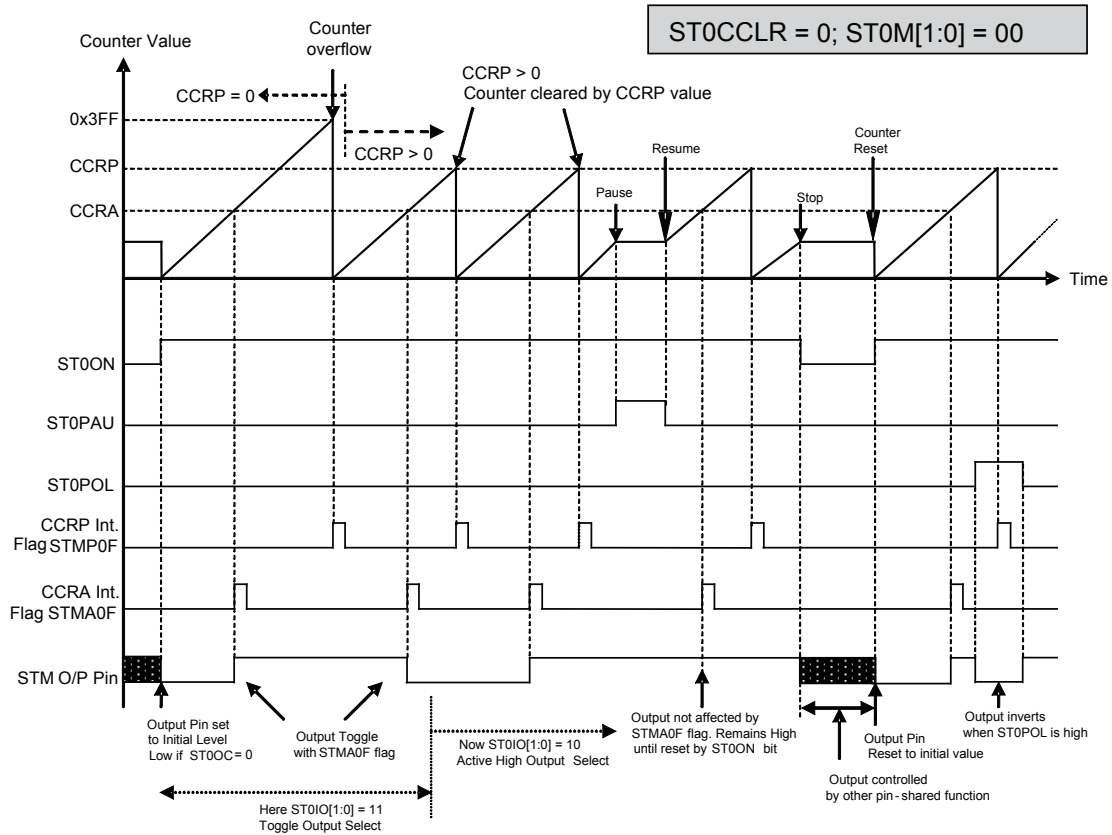 ST0CCLR = 0; ST0M[1:0] = 00
Counter Value
Counter
overflow
CCRP = 0
CCRP > 0
CCRP > 0
Counter cleared by CCRP value
0x3FF
CCRP
CCRA
Pause
Resume
Stop
Counter
Reset
Time
ST0ON
ST0PAU
ST0POL
CCRP Int.
Flag STMP0F
CCRA Int.
Flag STMA0F
STM O/P Pin
Output Pin set
to Initial Level
Low if ST0OC=0
Output Toggle
with STMA0F flag
Here ST0IO[1:0] = 11
Toggle Output Select
Now ST0IO[1:0] = 10
Active High Output Select
Output not affected by
STMA0F flag. Remains High
until reset by ST0ON bit
Output controlled
by other pin-shared function
Output Pin
Reset to initial value
Output inverts
when ST0POL is high